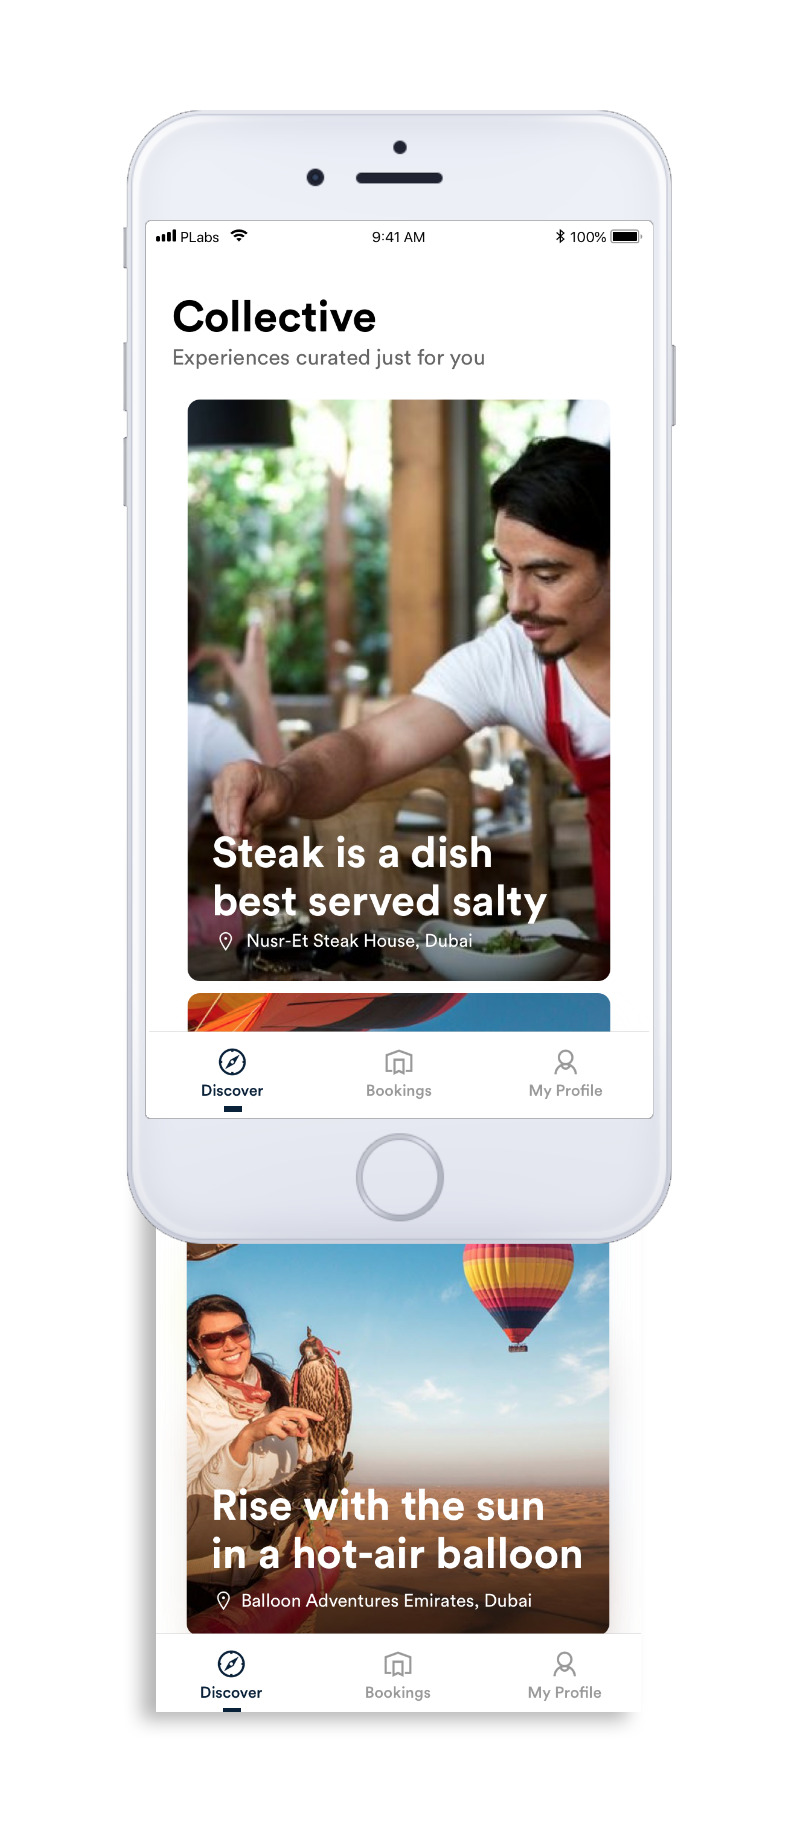 PLabs
9:41 AM
100%
Collective
Experiences curated just for you
Steak is a dish
best served salty
Nusr-Et Steak House, Dubai
Discover
Bookings
My Profile
Rise with the sun
in a hot-air balloon
Balloon Adventures Emirates, Dubai
Discover
Bookings
My Profile